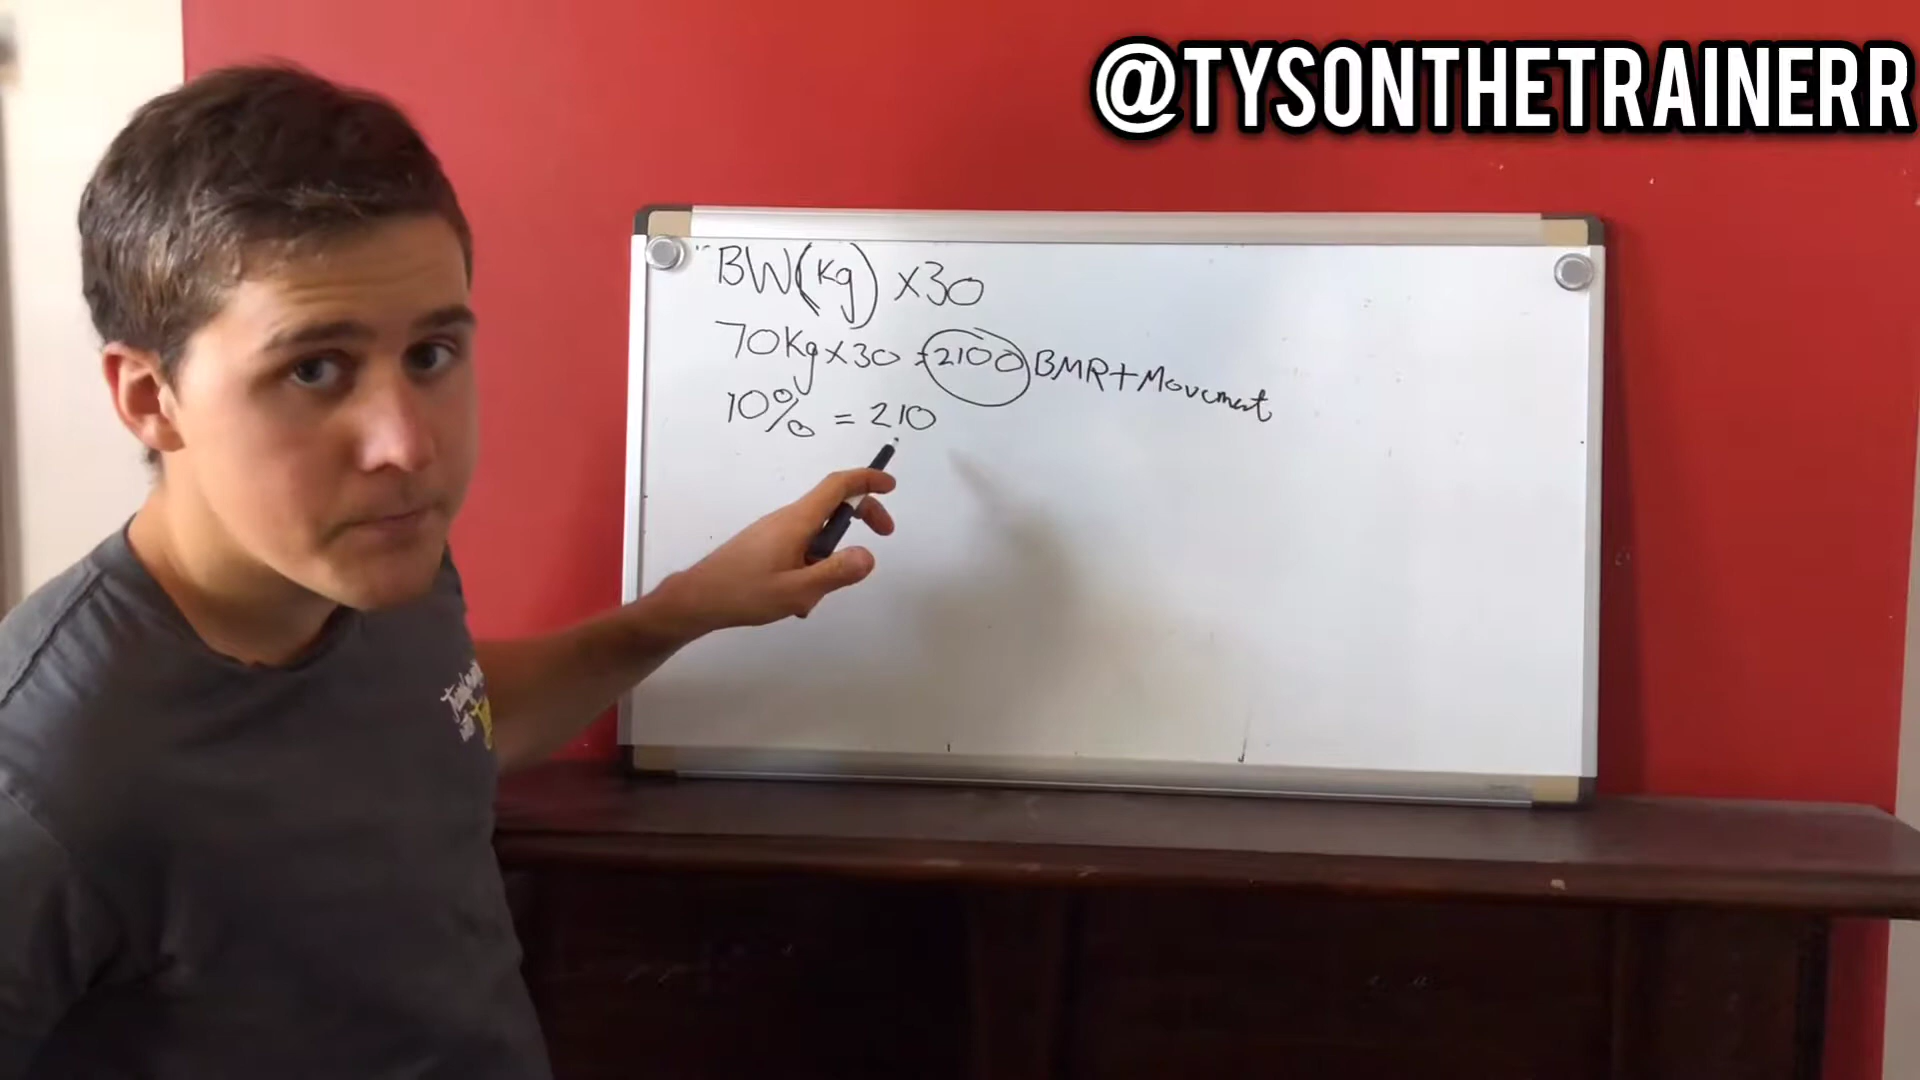 @TYSONTHETRAINERR
BW(Kg) x30
70Kg x 30 = 2100 BMR + Movement
10% = 210